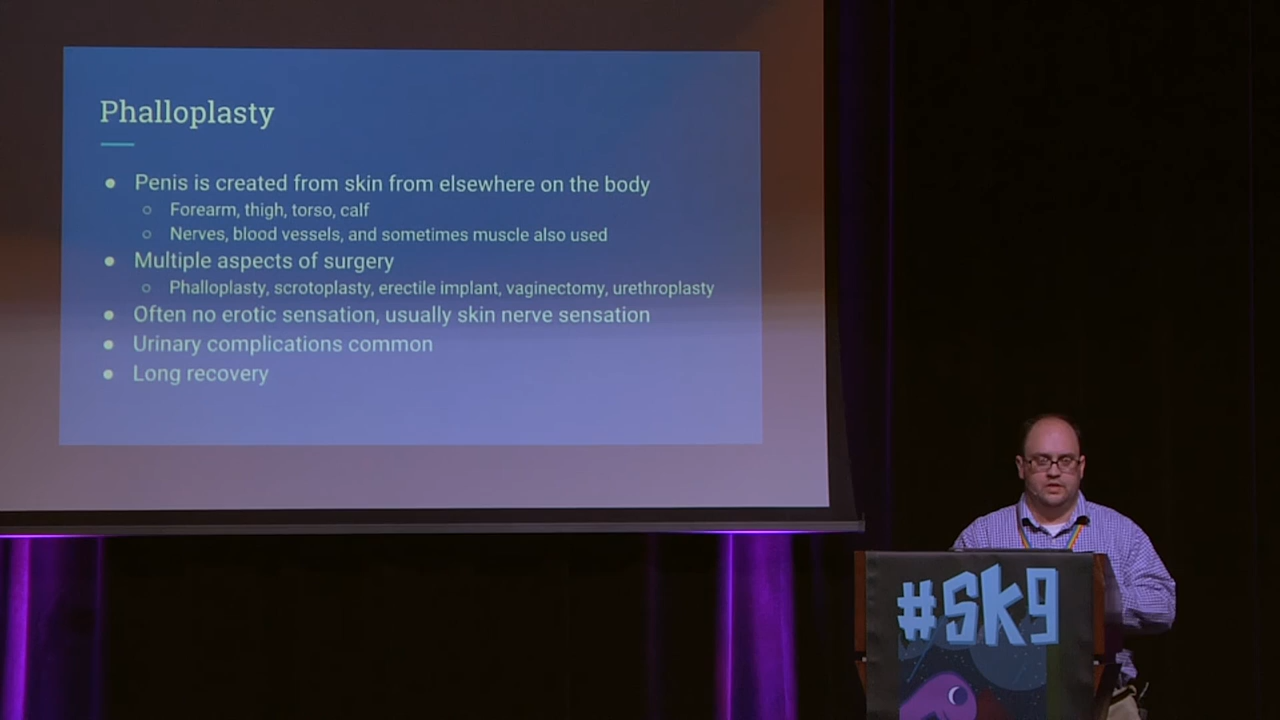 Phalloplasty
● Penis is created from skin from elsewhere on the body
○ Forearm, thigh, torso, calf
○ Nerves, blood vessels, and sometimes muscle also used
● Multiple aspects of surgery
○ Phalloplasty, scrotoplasty, erectile implant, vaginectomy, urethroplasty
● Often no erotic sensation, usually skin nerve sensation
● Urinary complications common
● Long recovery
#SK9